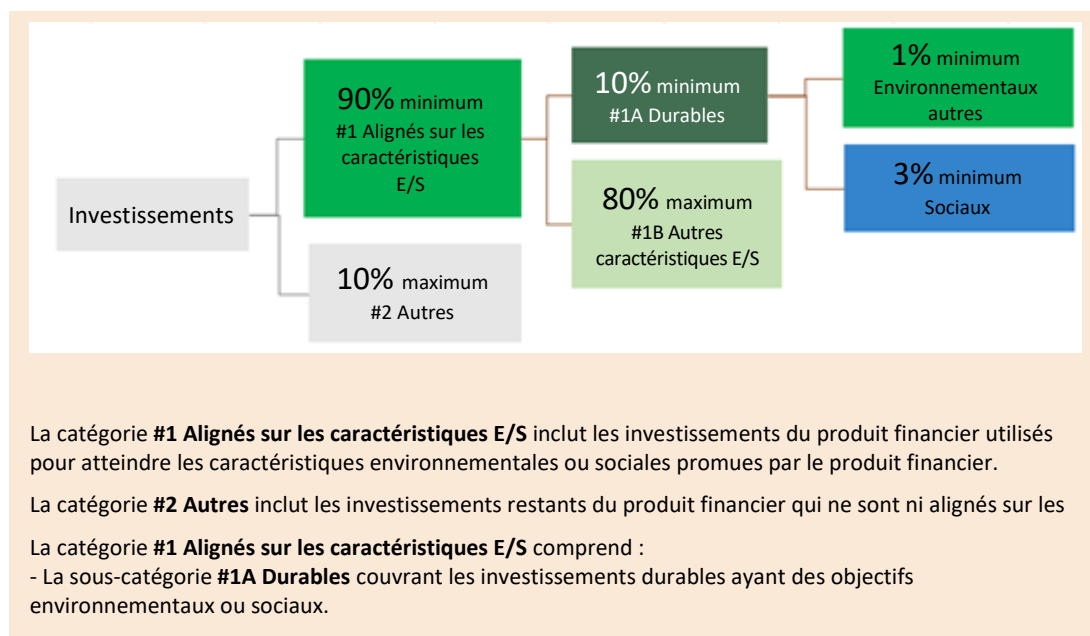 Investissements
90% minimum
#1 Alignés sur les
caractéristiques
E/S
10% maximum
#2 Autres
10% minimum
#1A Durables
80% maximum
#1B Autres
caractéristiques E/S
1% minimum
Environnementaux
autres
3% minimum
Sociaux
La catégorie #1 Alignés sur les caractéristiques E/S inclut les investissements du produit financier utilisés
pour atteindre les caractéristiques environnementales ou sociales promues par le produit financier.
La catégorie #2 Autres inclut les investissements restants du produit financier qui ne sont ni alignés sur les
La catégorie #1 Alignés sur les caractéristiques E/S comprend :
- La sous-catégorie #1A Durables couvrant les investissements durables ayant des objectifs
environnementaux ou sociaux.